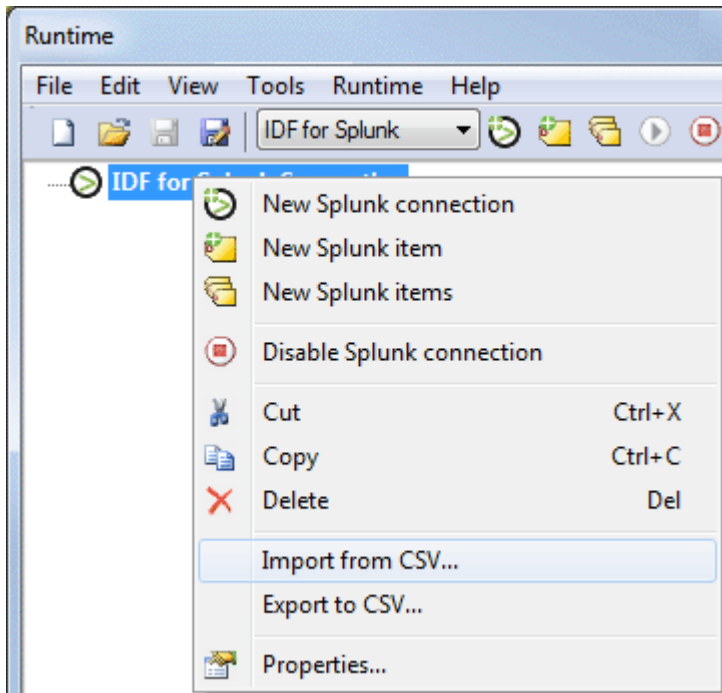 Runtime
File Edit View Tools Runtime Help
IDF for Splunk
IDF for
New Splunk connection
New Splunk item
New Splunk items
Disable Splunk connection
Cut Ctrl+X
Copy Ctrl+C
Delete Del
Import from CSV...
Export to CSV...
Properties...